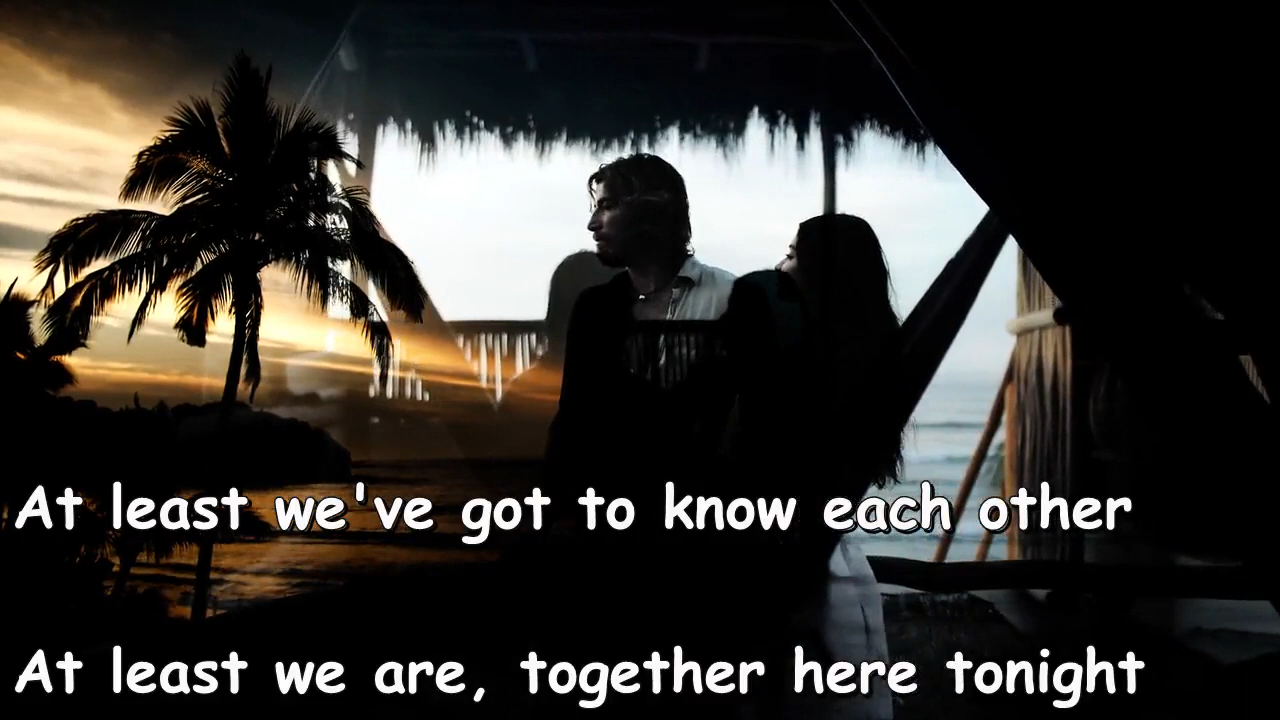 At least we've got to know each other
At least we are, together here tonight